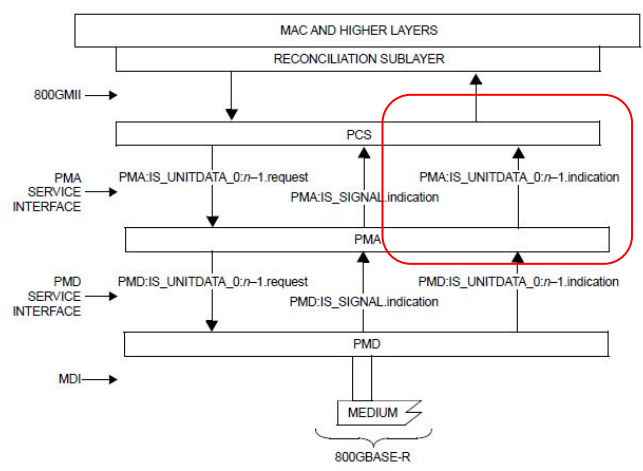 MAC AND HIGHER LAYERS
RECONCILIATION SUBLAYER
800GMII
PCS
PMA
SERVICE
INTERFACE
PMA:IS_UNITDATA_0:n–1.request
PMA:IS_SIGNAL.indication
PMA:IS_UNITDATA_0:n–1.indication
PMA
PMD
SERVICE
INTERFACE
PMD:IS_UNITDATA_0:n–1.request
PMD:IS_SIGNAL.indication
PMD:IS_UNITDATA_0:n–1.indication
PMD
MDI
MEDIUM
800GBASE-R